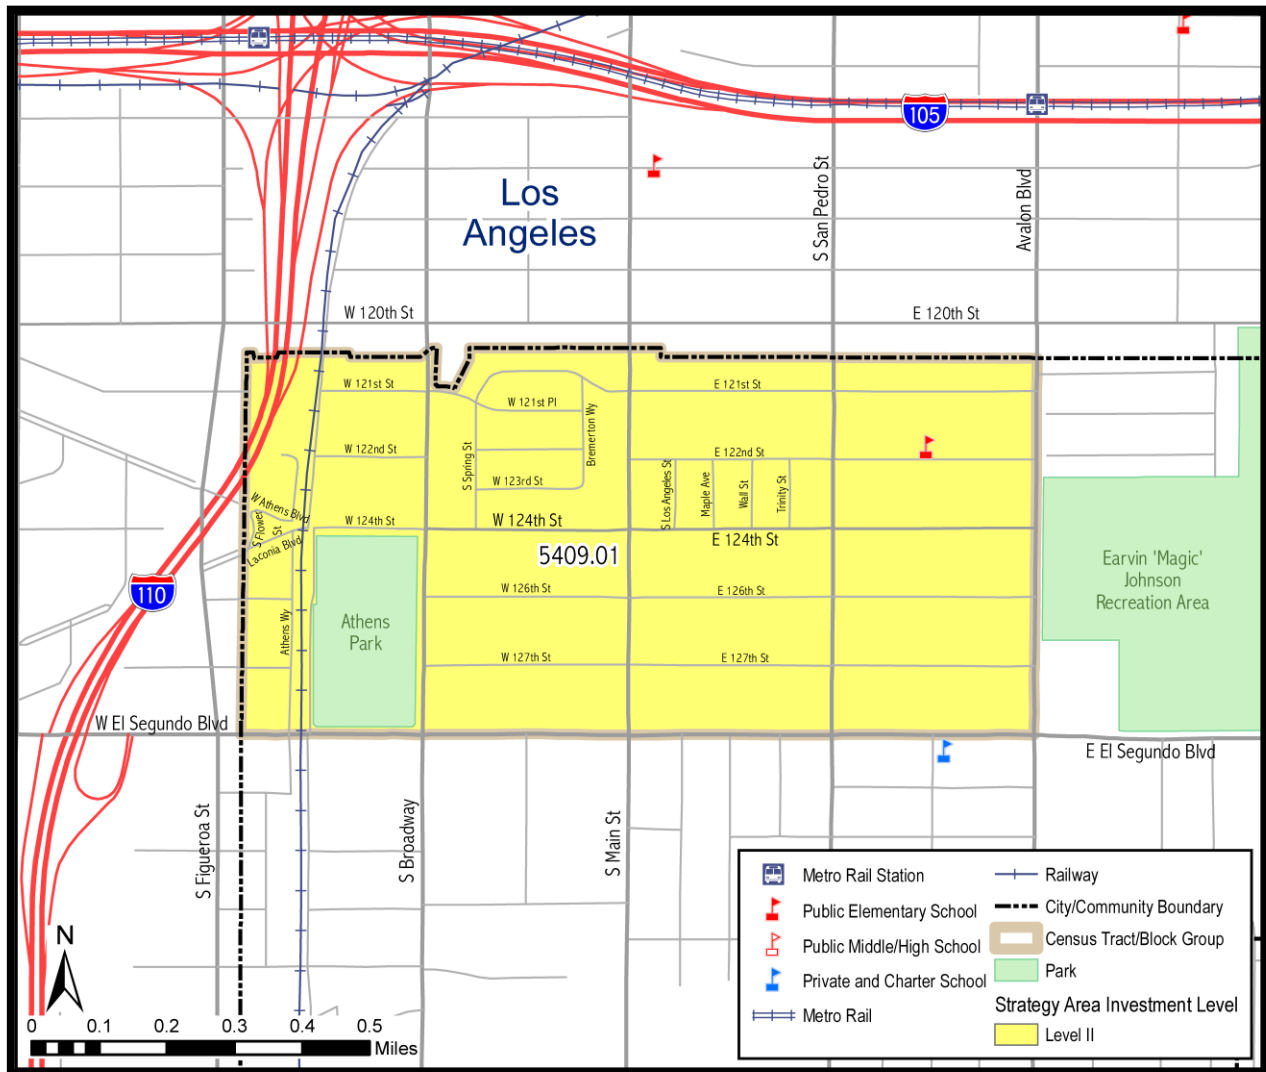 105
Los
Angeles
S San Pedro St
Avalon Blvd
W 120th St
E 120th St
W 121st St
E 121st St
W 121st Pl
Bremerton Wy
S Spring St
W 122nd St
E 122nd St
W 123rd St
S Los Angeles St
Maple Ave
Wall St
Trinity St
W Athens Blvd
S Flower
St
W 124th St
W 124th St
E 124th St
Laconia Blvd
5409.01
110
Earvin 'Magic'
Johnson
Recreation Area
W 126th St
E 126th St
Athens
Park
Athens Wy
W 127th St
E 127th St
W El Segundo Blvd
E El Segundo Blvd
S Figueroa St
S Broadway
S Main St
Metro Rail Station
Public Elementary School
Public Middle/High School
Private and Charter School
Metro Rail
Railway
City/Community Boundary
Census Tract/Block Group
Park
Strategy Area Investment Level
Level II
N
0 0.1 0.2 0.3 0.4 0.5
Miles